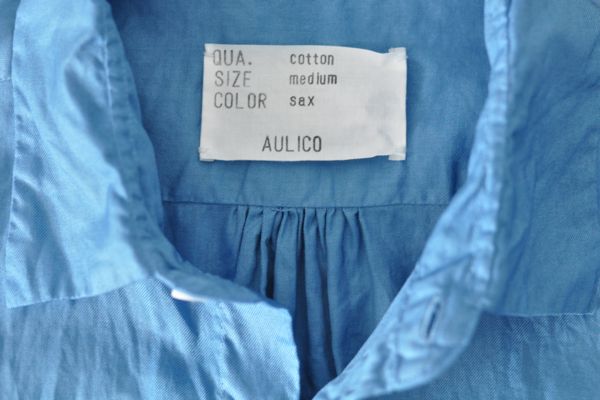 QUA. cotton
SIZE medium
COLOR sax
AULICO